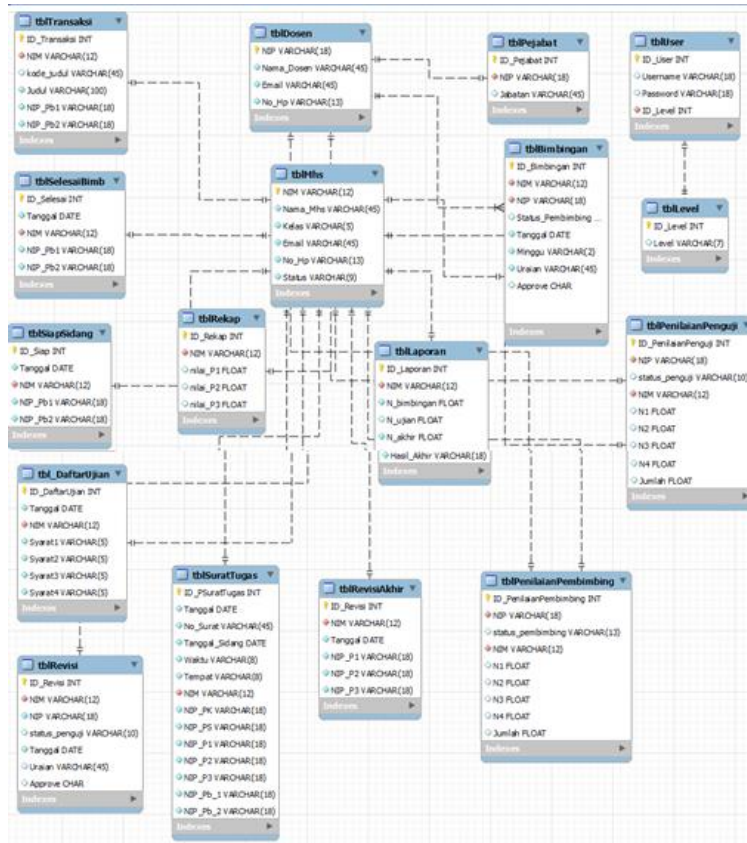 tblTransaksi
ID_Transaksi INT
NIM VARCHAR(12)
kode_judul VARCHAR(45)
Judul VARCHAR(100)
NIP_Pb1 VARCHAR(18)
NIP_Pb2 VARCHAR(18)
Indexes
tblDosen
NIP VARCHAR(18)
Nama_Dosen VARCHAR(45)
Email VARCHAR(45)
No_Hp VARCHAR(13)
Indexes
tblPejabat
ID_Pejabat INT
NIP VARCHAR(18)
Jabatan VARCHAR(45)
Indexes
tblUser
ID_User INT
Username VARCHAR(18)
Password VARCHAR(18)
ID_Level INT
Indexes
tblSelesaiBimb
ID_Selesai INT
Tanggal DATE
NIM VARCHAR(12)
NIP_Pb1 VARCHAR(18)
NIP_Pb2 VARCHAR(18)
Indexes
tblMhs
NIM VARCHAR(12)
Nama_Mhs VARCHAR(45)
Kelas VARCHAR(5)
Email VARCHAR(45)
No_Hp VARCHAR(13)
Status VARCHAR(9)
Indexes
tblBimbingan
ID_Bimbingan INT
NIM VARCHAR(12)
NIP VARCHAR(18)
Status_Pembimbing ...
Tanggal DATE
Minggu VARCHAR(2)
Uraian VARCHAR(45)
Approve CHAR
Indexes
tblLevel
ID_Level INT
Level VARCHAR(7)
Indexes
tblSiapSidang
ID_Siap INT
Tanggal DATE
NIM VARCHAR(12)
NIP_Pb1 VARCHAR(18)
NIP_Pb2 VARCHAR(18)
tblRekap
ID_Rekap INT
NIM VARCHAR(12)
nilai_P1 FLOAT
nilai_P2 FLOAT
nilai_P3 FLOAT
Indexes
tblLaporan
ID_Laporan INT
NIM VARCHAR(12)
N_bimbingan FLOAT
N_ujian FLOAT
N_akhir FLOAT
Hasil_Akhir VARCHAR(18)
Indexes
tblPenilaianPenguji
ID_PenilaianPenguji INT
NIP VARCHAR(18)
status_penguji VARCHAR(10)
NIM VARCHAR(12)
N1 FLOAT
N2 FLOAT
N3 FLOAT
N4 FLOAT
Jumlah FLOAT
Indexes
tbl_DaftarUjian
ID_DaftarUjian INT
Tanggal DATE
NIM VARCHAR(12)
Syarat1 VARCHAR(5)
Syarat2 VARCHAR(5)
Syarat3 VARCHAR(5)
Syarat4 VARCHAR(5)
Indexes
tblSuratTugas
ID_PSuratTugas INT
Tanggal DATE
No_Surat VARCHAR(45)
Tanggal_Sidang DATE
Waktu VARCHAR(8)
Tempat VARCHAR(8)
NIM VARCHAR(12)
NIP_PK VARCHAR(18)
NIP_PS VARCHAR(18)
NIP_P1 VARCHAR(18)
NIP_P2 VARCHAR(18)
NIP_P3 VARCHAR(18)
NIP_Pb_1 VARCHAR(18)
NIP_Pb_2 VARCHAR(18)
Indexes
tblRevisiAkhir
ID_Revisi INT
NIM VARCHAR(12)
Tanggal DATE
NIP_P1 VARCHAR(18)
NIP_P2 VARCHAR(18)
NIP_P3 VARCHAR(18)
Indexes
tblPenilaianPembimbing
ID_PenilaianPembimbing INT
NIP VARCHAR(18)
status_pembimbing VARCHAR(13)
NIM VARCHAR(12)
N1 FLOAT
N2 FLOAT
N3 FLOAT
N4 FLOAT
Jumlah FLOAT
Indexes
tblRevisi
ID_Revisi INT
NIM VARCHAR(12)
NIP VARCHAR(18)
status_penguji VARCHAR(10)
Tanggal DATE
Uraian VARCHAR(45)
Approve CHAR
Indexes